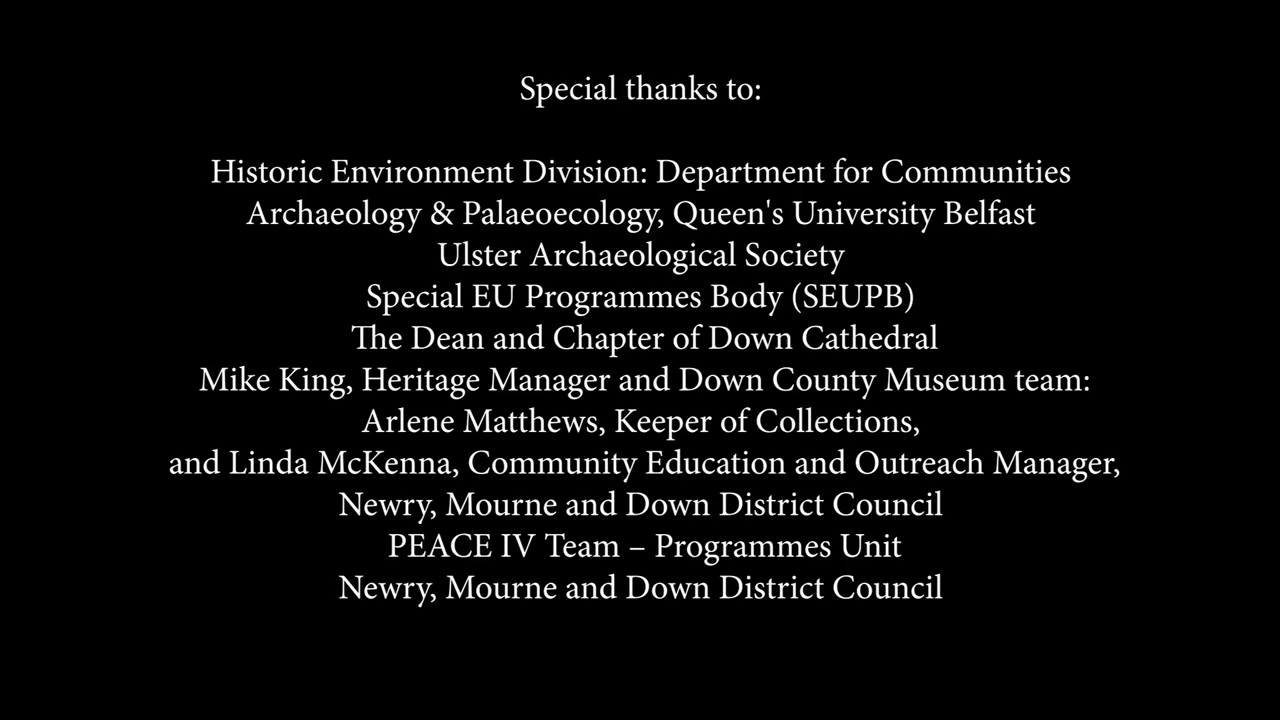 Special thanks to:
Historic Environment Division: Department for Communities
Archaeology & Palaeoecology, Queen's University Belfast
Ulster Archaeological Society
Special EU Programmes Body (SEUPB)
The Dean and Chapter of Down Cathedral
Mike King, Heritage Manager and Down County Museum team:
Arlene Matthews, Keeper of Collections,
and Linda McKenna, Community Education and Outreach Manager,
Newry, Mourne and Down District Council
PEACE IV Team – Programmes Unit
Newry, Mourne and Down District Council